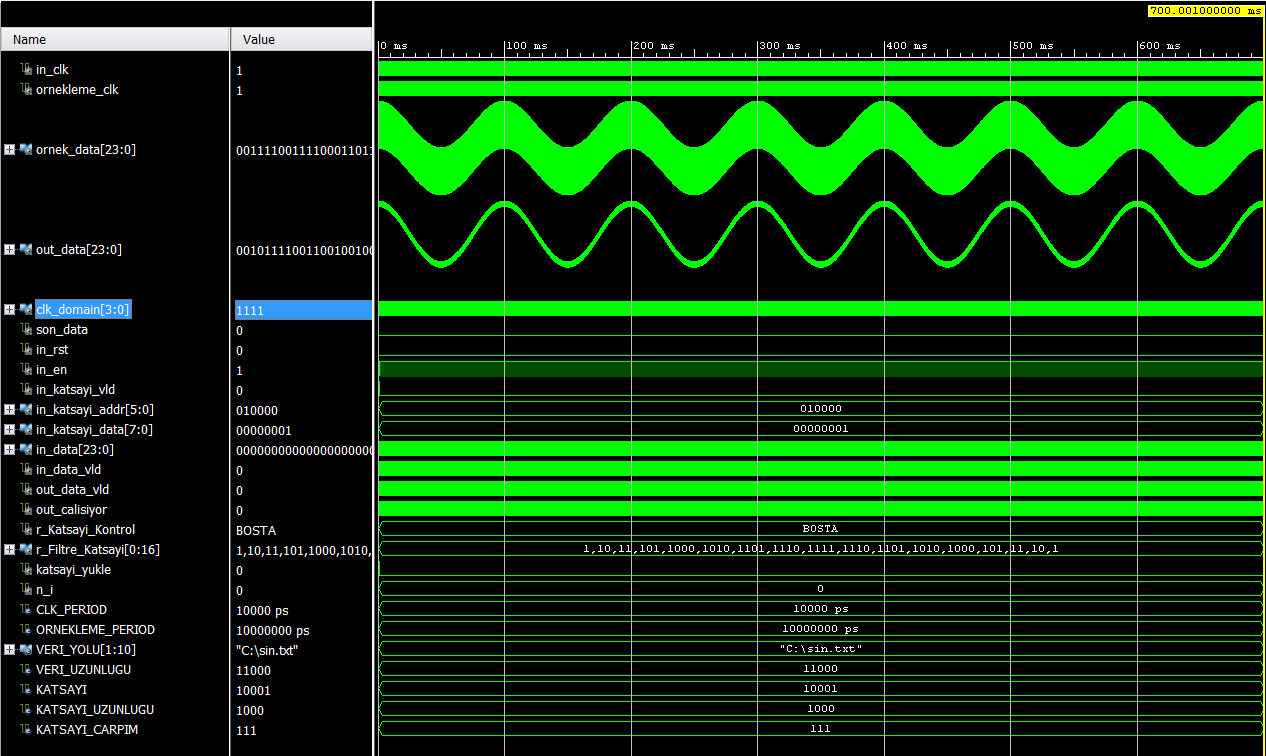 700.001000000 ms
Name Value
0 ms 100 ms 200 ms 300 ms 400 ms 500 ms 600 ms
in_clk 1
ornekleme_clk 1
ornek_data[23:0] 0011110011110001101
out_data[23:0] 0010111100110010010
clk_domain[3:0] 1111
son_data 0
in_rst 0
in_en 1
in_katsayi_vld 0
in_katsayi_addr[5:0] 010000 010000
in_katsayi_data[7:0] 00000001 00000001
in_data[23:0] 0000000000000000000
in_data_vld 0
out_data_vld 0
out_calisiyor 0
r_Katsayi_Kontrol BOSTA BOSTA
r_Filtre_Katsayi[0:16] 1,10,11,101,1000,1010, 1,10,11,101,1000,1010,1101,1110,1111,1110,1101,1010,1000,101,11,10,1
katsayi_yukle 0
n_i 0 0
CLK_PERIOD 10000 ps 10000 ps
ORNEKLEME_PERIOD 10000000 ps 10000000 ps
VERI_YOLU[1:10] "C:\sin.txt" "C:\sin.txt"
VERI_UZUNLUGU 11000 11000
KATSAYI 10001 10001
KATSAYI_UZUNLUGU 1000 1000
KATSAYI_CARPIM 111 111